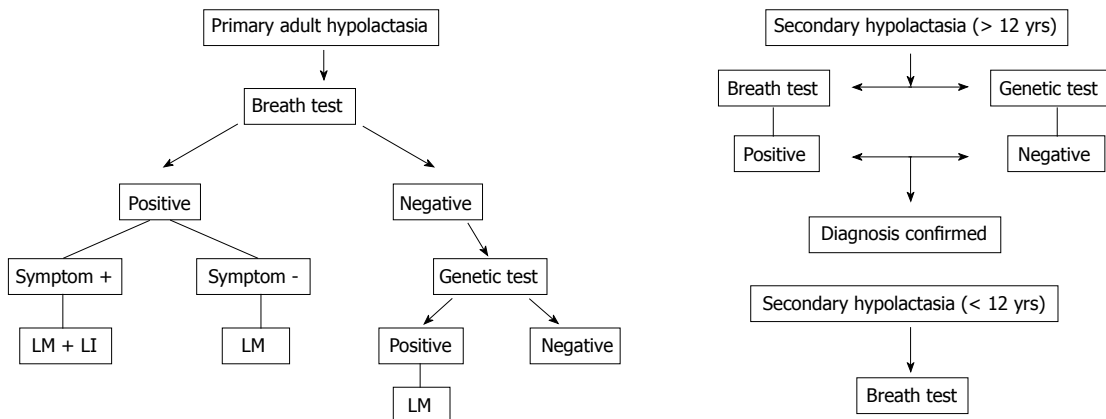 Primary adult hypolactasia
Breath test
Positive
Negative
Symptom +
Symptom -
Genetic test
LM + LI
LM
Positive
Negative
LM
Secondary hypolactasia (> 12 yrs)
Breath test
Genetic test
Positive
Negative
Diagnosis confirmed
Secondary hypolactasia (< 12 yrs)
Breath test